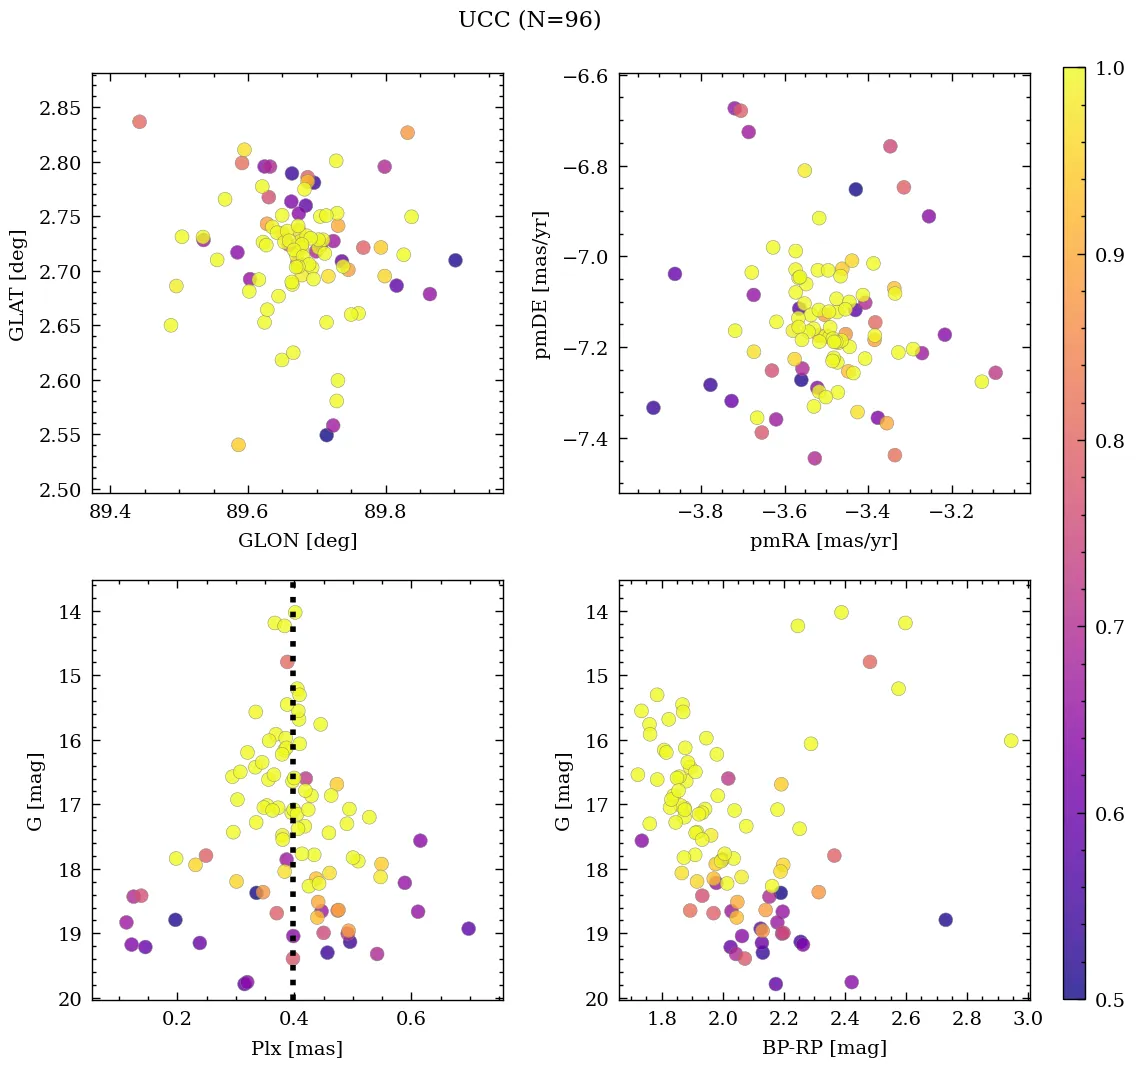 UCC (N=96)
2.85
2.80
2.75
2.70
2.65
2.60
2.55
2.50
GLAT [deg]
89.4 89.6 89.8
GLON [deg]
−6.6
−6.8
−7.0
−7.2
−7.4
pmDE [mas/yr]
−3.8 −3.6 −3.4 −3.2
pmRA [mas/yr]
14
15
16
17
18
19
20
G [mag]
0.2 0.4 0.6
Plx [mas]
14
15
16
17
18
19
20
G [mag]
1.8 2.0 2.2 2.4 2.6 2.8 3.0
BP-RP [mag]
1.0
0.9
0.8
0.7
0.6
0.5